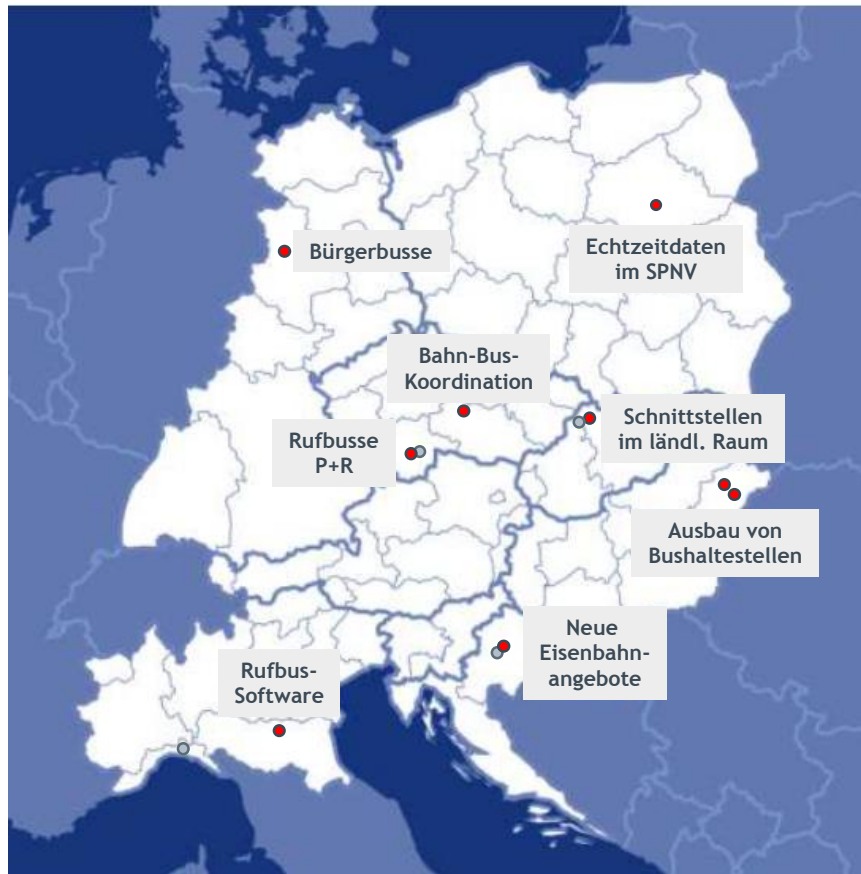 Bürgerbusse
Echtzeitdaten
im SPNV
Bahn-Bus-
Koordination
Rufbusse
P+R
Schnittstellen
im ländl. Raum
Ausbau von
Bushaltestellen
Neue
Eisenbahn-
angebote
Rufbus-
Software